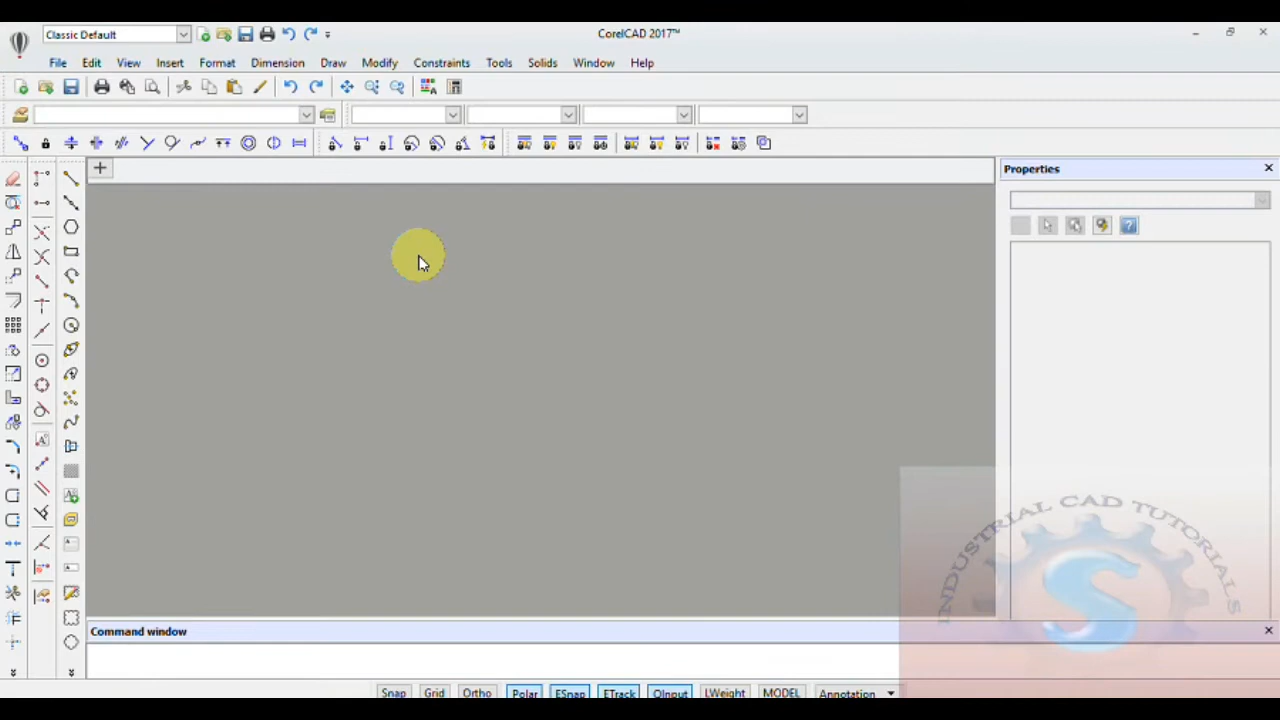 Classic Default
CorelCAD 2017™
File Edit View Insert Format Dimension Draw Modify Constraints Tools Solids Window Help
Properties
Command window
Snap Grid Ortho Polar ESnap ETrack QInput LWeight MODEL Annotation
INDUSTRIAL CAD TUTORIALS
S